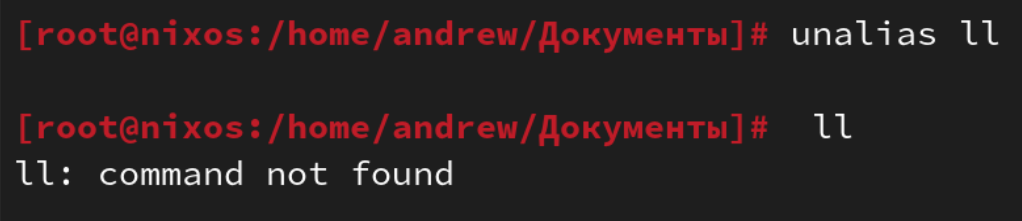 [root@nixos:/home/andrew/Документы]# unalias ll
[root@nixos:/home/andrew/Документы]#  ll
ll: command not found